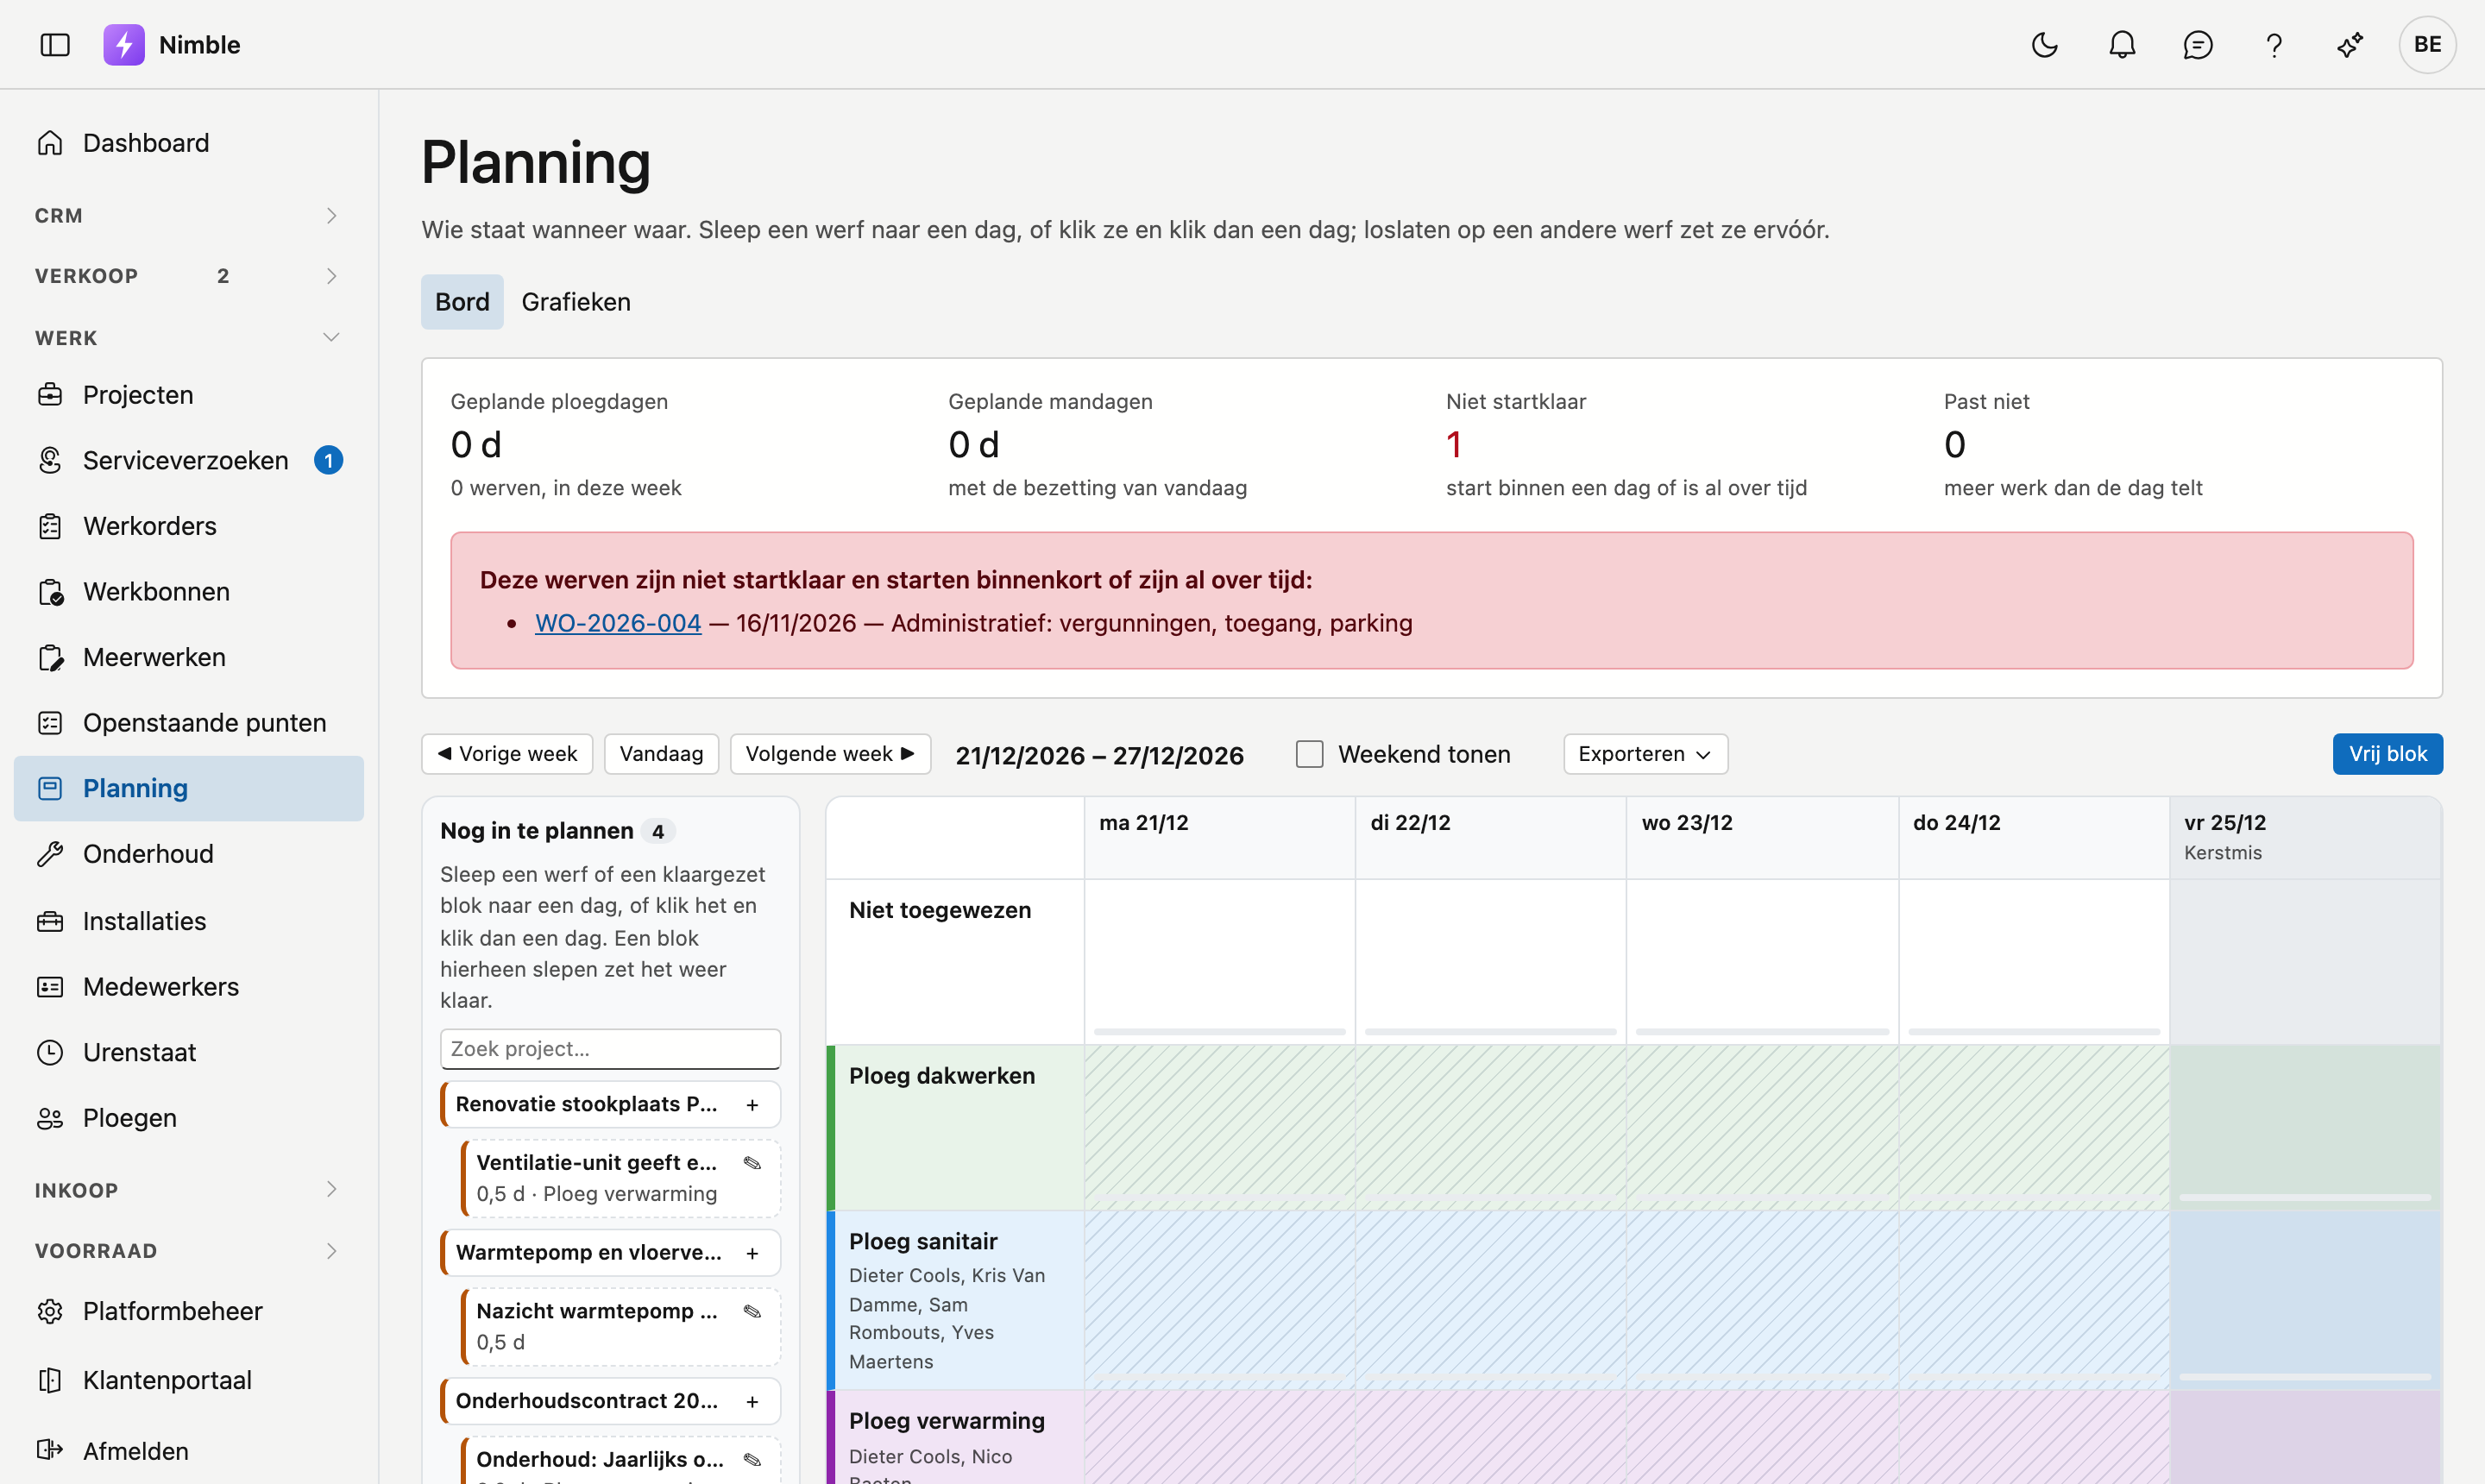 Nimble
BE
Dashboard
CRM
VERKOOP 2
WERK
Projecten
Serviceverzoeken 1
Werkorders
Werkbonnen
Meerwerken
Openstaande punten
Planning
Onderhoud
Installaties
Medewerkers
Urenstaat
Ploegen
INKOOP
VOORRAAD
Platformbeheer
Klantenportaal
Afmelden
Planning
Wie staat wanneer waar. Sleep een werf naar een dag, of klik ze en klik dan een dag; loslaten op een andere werf zet ze ervóór.
Bord Grafieken
Geplande ploegdagen
0 d
0 werven, in deze week
Geplande mandagen
0 d
met de bezetting van vandaag
Niet startklaar
1
start binnen een dag of is al over tijd
Past niet
0
meer werk dan de dag telt
Deze werven zijn niet startklaar en starten binnenkort of zijn al over tijd:
• WO-2026-004 — 16/11/2026 — Administratief: vergunningen, toegang, parking
◀ Vorige week Vandaag Volgende week ▶ 21/12/2026 – 27/12/2026 Weekend tonen Exporteren Vrij blok
Nog in te plannen 4
Sleep een werf of een klaargezet
blok naar een dag, of klik het en
klik dan een dag. Een blok
hierheen slepen zet het weer
klaar.
Zoek project...
Renovatie stookplaats P... +
Ventilatie-unit geeft e...
0,5 d · Ploeg verwarming
Warmtepomp en vloerve... +
Nazicht warmtepomp ...
0,5 d
Onderhoudscontract 20... +
Onderhoud: Jaarlijks o...
ma 21/12 di 22/12 wo 23/12 do 24/12 vr 25/12
Kerstmis
Niet toegewezen
Ploeg dakwerken
Ploeg sanitair
Dieter Cools, Kris Van
Damme, Sam
Rombouts, Yves
Maertens
Ploeg verwarming
Dieter Cools, Nico